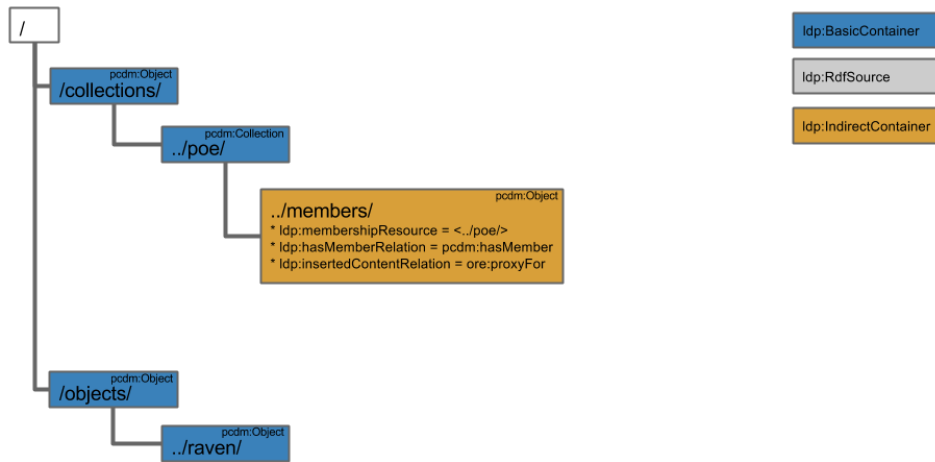 /
pcdm:Object
/collections/
pcdm:Collection
../poe/
pcdm:Object
../members/
* ldp:membershipResource = <../poe/>
* ldp:hasMemberRelation = pcdm:hasMember
* ldp:insertedContentRelation = ore:proxyFor
pcdm:Object
/objects/
pcdm:Object
../raven/
ldp:BasicContainer
ldp:RdfSource
ldp:IndirectContainer